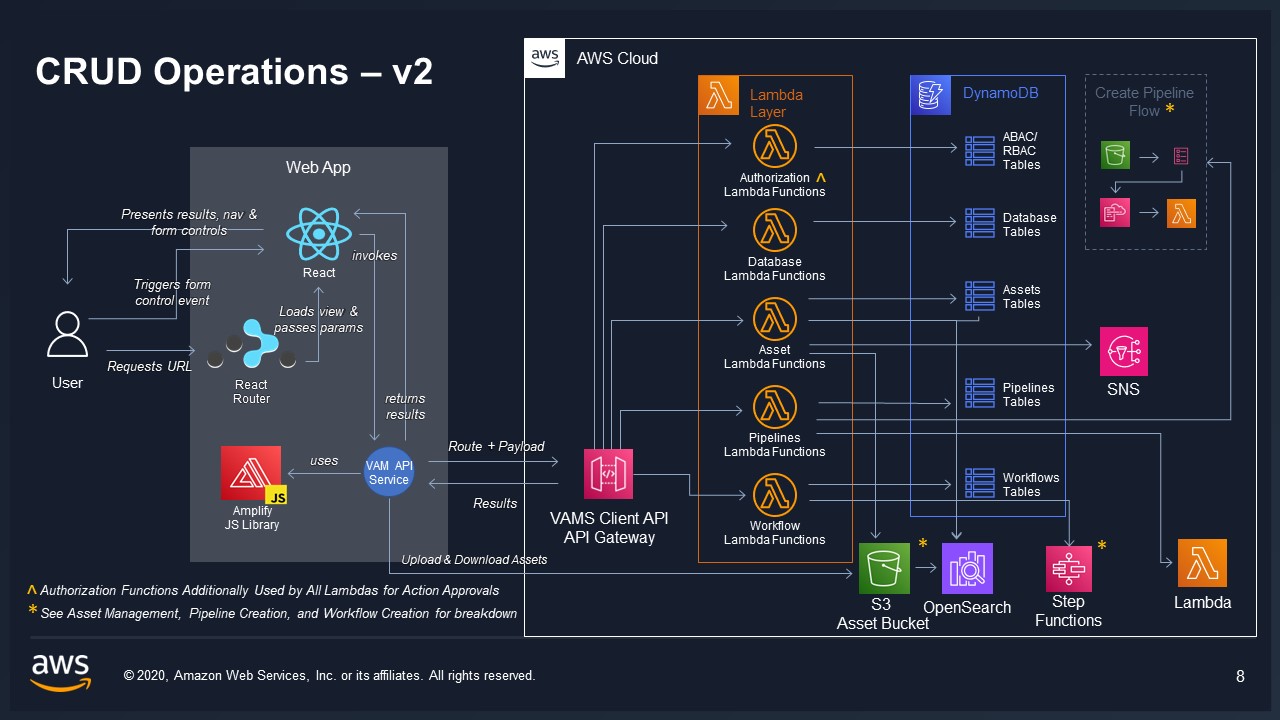 CRUD Operations – v2
aws
AWS Cloud
Lambda
Layer
DynamoDB
Create Pipeline
Flow *
Authorization ^
Lambda Functions
ABAC/
RBAC
Tables
Database
Lambda Functions
Database
Tables
Asset
Lambda Functions
Assets
Tables
SNS
Pipelines
Lambda Functions
Pipelines
Tables
Workflow
Lambda Functions
Workflows
Tables
Web App
Presents results, nav &
form controls
React
invokes
Triggers form
control event
Loads view &
passes params
User
Requests URL
React
Router
returns
results
uses
VAM API
Service
JS
Amplify
JS Library
Route + Payload
Results
VAMS Client API
API Gateway
Upload & Download Assets
*
S3
Asset Bucket
OpenSearch
*
Step
Functions
Lambda
^ Authorization Functions Additionally Used by All Lambdas for Action Approvals
* See Asset Management, Pipeline Creation, and Workflow Creation for breakdown
aws
© 2020, Amazon Web Services, Inc. or its affiliates. All rights reserved.
8